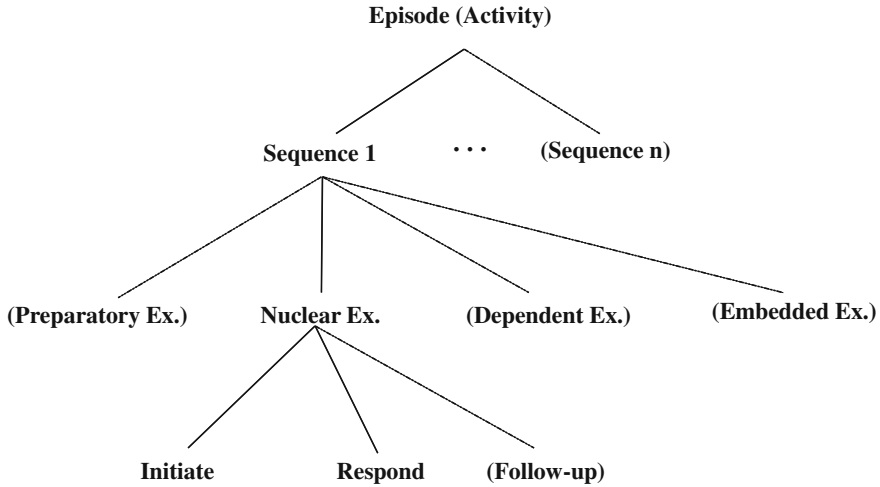 Episode (Activity)
Sequence 1
· · ·
(Sequence n)
(Preparatory Ex.)
Nuclear Ex.
(Dependent Ex.)
(Embedded Ex.)
Initiate
Respond
(Follow-up)